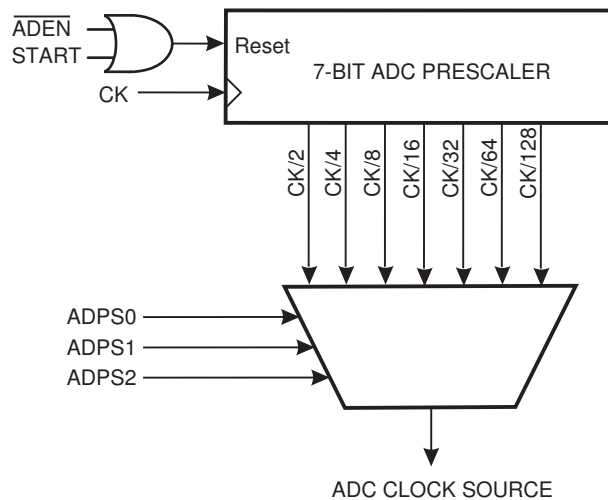 ADEN
START
Reset
7-BIT ADC PRESCALER
CK
CK/2
CK/4
CK/8
CK/16
CK/32
CK/64
CK/128
ADPS0
ADPS1
ADPS2
ADC CLOCK SOURCE